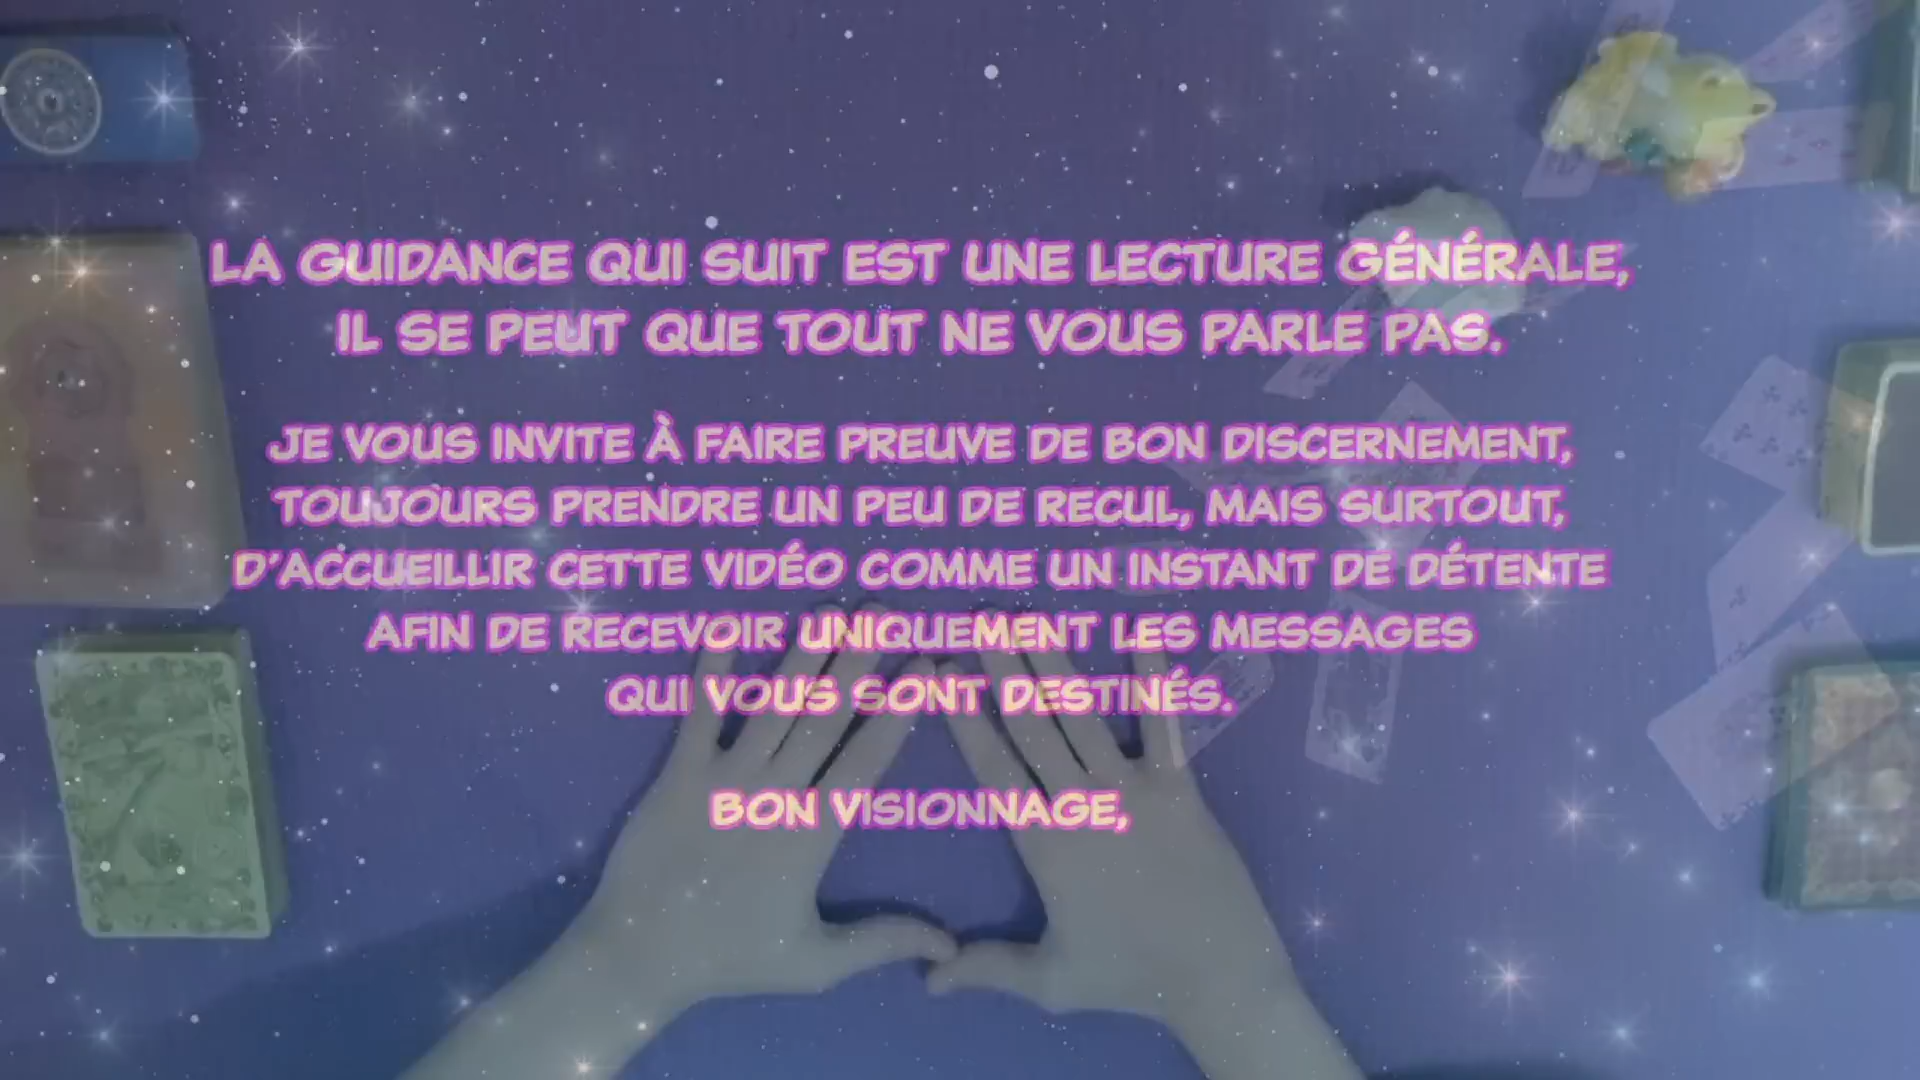 LA GUIDANCE QUI SUIT EST UNE LECTURE GÉNÉRALE,
IL SE PEUT QUE TOUT NE VOUS PARLE PAS.
JE VOUS INVITE À FAIRE PREUVE DE BON DISCERNEMENT,
TOUJOURS PRENDRE UN PEU DE RECUL, MAIS SURTOUT,
D'ACCUEILLIR CETTE VIDÉO COMME UN INSTANT DE DÉTENTE
AFIN DE RECEVOIR UNIQUEMENT LES MESSAGES
QUI VOUS SONT DESTINÉS.
BON VISIONNAGE,